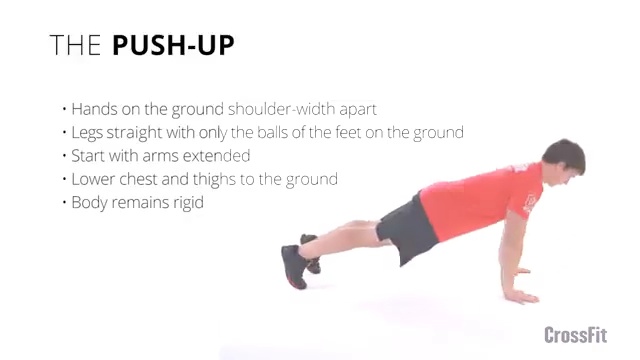 THE PUSH-UP
• Hands on the ground shoulder-width apart
• Legs straight with only the balls of the feet on the ground
• Start with arms extended
• Lower chest and thighs to the ground
• Body remains rigid
CrossFit